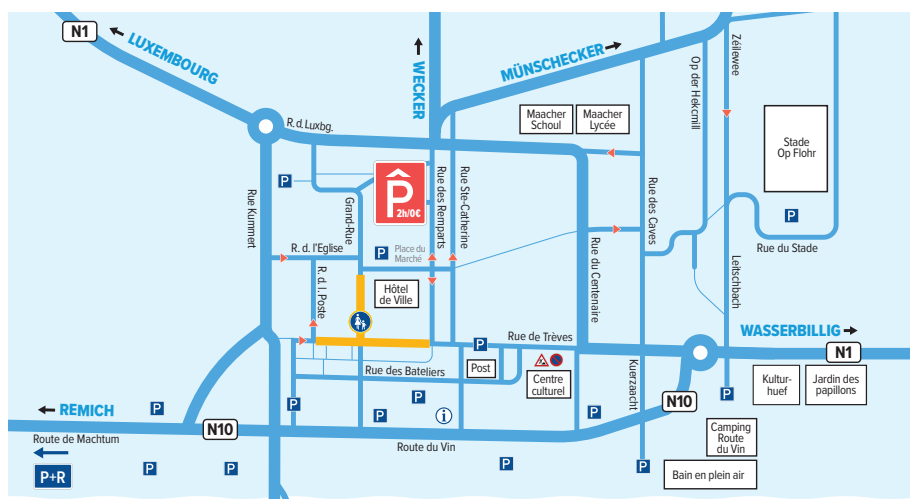 N1
LUXEMBOURG
WECKER
MÜNSCHECKER
Zéilewee
Op der Hekcmill
R. d. Luxbg.
Maacher
Schoul
Maacher
Lycée
Stade
Op Flohr
P
P
2h/0€
Rue Kummert
Grand-Rue
Rue des Remparts
Rue Ste-Catherine
Rue des Caves
P
Rue du Stade
R. d. l'Eglise
P
Place du
Marché
Rue du Centenaire
Leitschbach
R. d. l. Poste
Hôtel
de Ville
Rue de Trèves
P
WASSERBILLIG
N1
Rue des Bateliers
Post
Centre
culturel
Kuerzaacht
Kultur-
huef
Jardin des
papillons
P
REMICH
P
P
P
P
i
P
N10
N10
Route de Machtum
Route du Vin
Camping
Route
du Vin
P+R
P
P
P
P
Bain en plein air